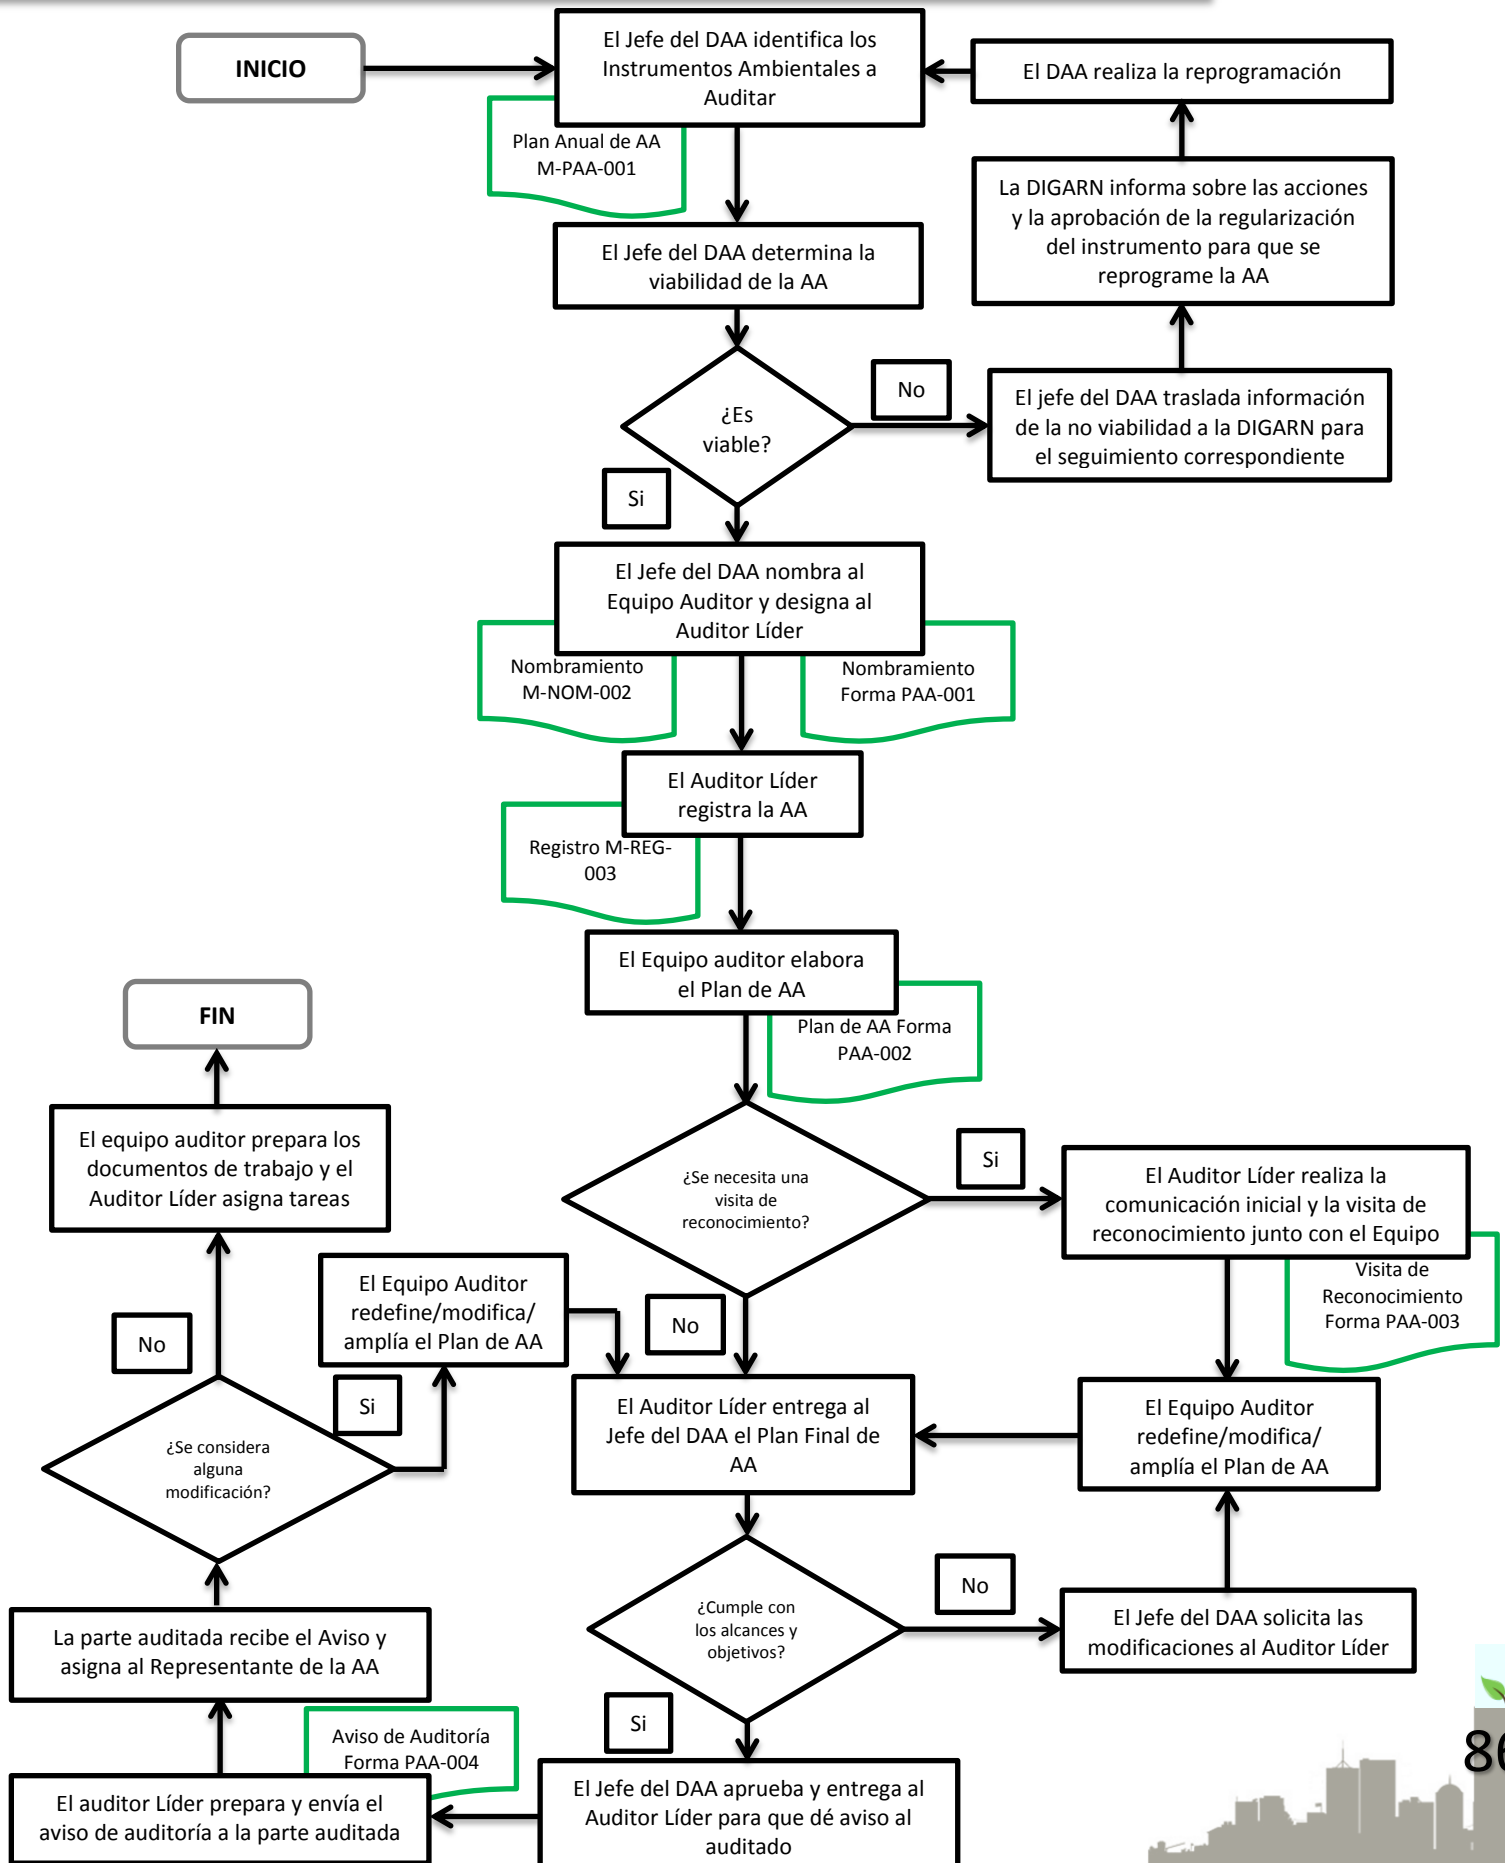 INICIO
El Jefe del DAA identifica los
Instrumentos Ambientales a
Auditar
El DAA realiza la reprogramación
Plan Anual de AA
M-PAA-001
La DIGARN informa sobre las acciones
y la aprobación de la regularización
del instrumento para que se
reprograme la AA
El Jefe del DAA determina la
viabilidad de la AA
¿Es
viable?
No
El jefe del DAA traslada información
de la no viabilidad a la DIGARN para
el seguimiento correspondiente
Si
El Jefe del DAA nombra al
Equipo Auditor y designa al
Auditor Líder
Nombramiento
M-NOM-002
Nombramiento
Forma PAA-001
El Auditor Líder
registra la AA
Registro M-REG-
003
El Equipo auditor elabora
el Plan de AA
Plan de AA Forma
PAA-002
FIN
El equipo auditor prepara los
documentos de trabajo y el
Auditor Líder asigna tareas
¿Se necesita una
visita de
reconocimiento?
Si
El Auditor Líder realiza la
comunicación inicial y la visita de
reconocimiento junto con el Equipo
Visita de
Reconocimiento
Forma PAA-003
El Equipo Auditor
redefine/modifica/
amplía el Plan de AA
No
No
Si
El Auditor Líder entrega al
Jefe del DAA el Plan Final de
AA
El Equipo Auditor
redefine/modifica/
amplía el Plan de AA
¿Se considera
alguna
modificación?
¿Cumple con
los alcances y
objetivos?
No
El Jefe del DAA solicita las
modificaciones al Auditor Líder
La parte auditada recibe el Aviso y
asigna al Representante de la AA
Si
Aviso de Auditoría
Forma PAA-004
El auditor Líder prepara y envía el
aviso de auditoría a la parte auditada
El Jefe del DAA aprueba y entrega al
Auditor Líder para que dé aviso al
auditado
86